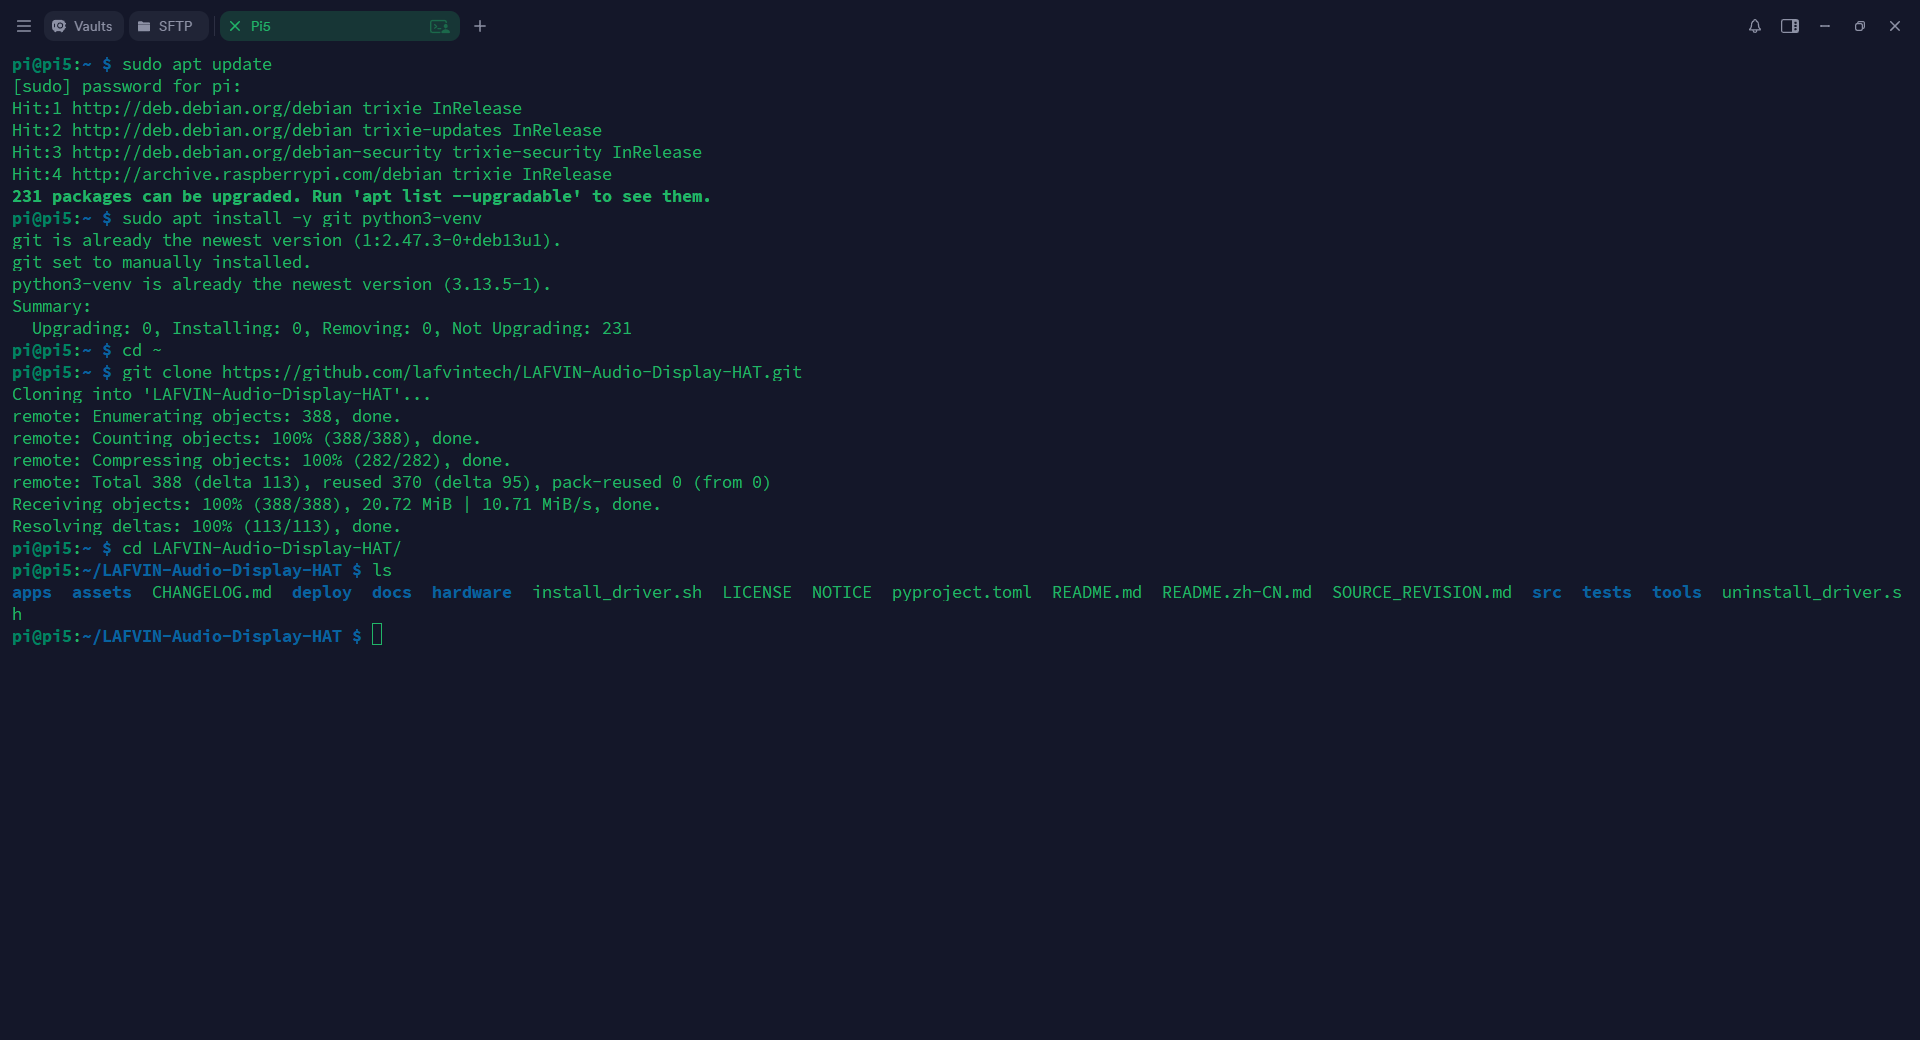 Vaults
SFTP
Pi5
pi@pi5:~ $ sudo apt update
[sudo] password for pi:
Hit:1 http://deb.debian.org/debian trixie InRelease
Hit:2 http://deb.debian.org/debian trixie-updates InRelease
Hit:3 http://deb.debian.org/debian-security trixie-security InRelease
Hit:4 http://archive.raspberrypi.com/debian trixie InRelease
231 packages can be upgraded. Run 'apt list --upgradable' to see them.
pi@pi5:~ $ sudo apt install -y git python3-venv
git is already the newest version (1:2.47.3-0+deb13u1).
git set to manually installed.
python3-venv is already the newest version (3.13.5-1).
Summary:
  Upgrading: 0, Installing: 0, Removing: 0, Not Upgrading: 231
pi@pi5:~ $ cd ~
pi@pi5:~ $ git clone https://github.com/lafvintech/LAFVIN-Audio-Display-HAT.git
Cloning into 'LAFVIN-Audio-Display-HAT'...
remote: Enumerating objects: 388, done.
remote: Counting objects: 100% (388/388), done.
remote: Compressing objects: 100% (282/282), done.
remote: Total 388 (delta 113), reused 370 (delta 95), pack-reused 0 (from 0)
Receiving objects: 100% (388/388), 20.72 MiB | 10.71 MiB/s, done.
Resolving deltas: 100% (113/113), done.
pi@pi5:~ $ cd LAFVIN-Audio-Display-HAT/
pi@pi5:~/LAFVIN-Audio-Display-HAT $ ls
apps  assets  CHANGELOG.md  deploy  docs  hardware  install_driver.sh  LICENSE  NOTICE  pyproject.toml  README.md  README.zh-CN.md  SOURCE_REVISION.md  src  tests  tools  uninstall_driver.s
h
pi@pi5:~/LAFVIN-Audio-Display-HAT $